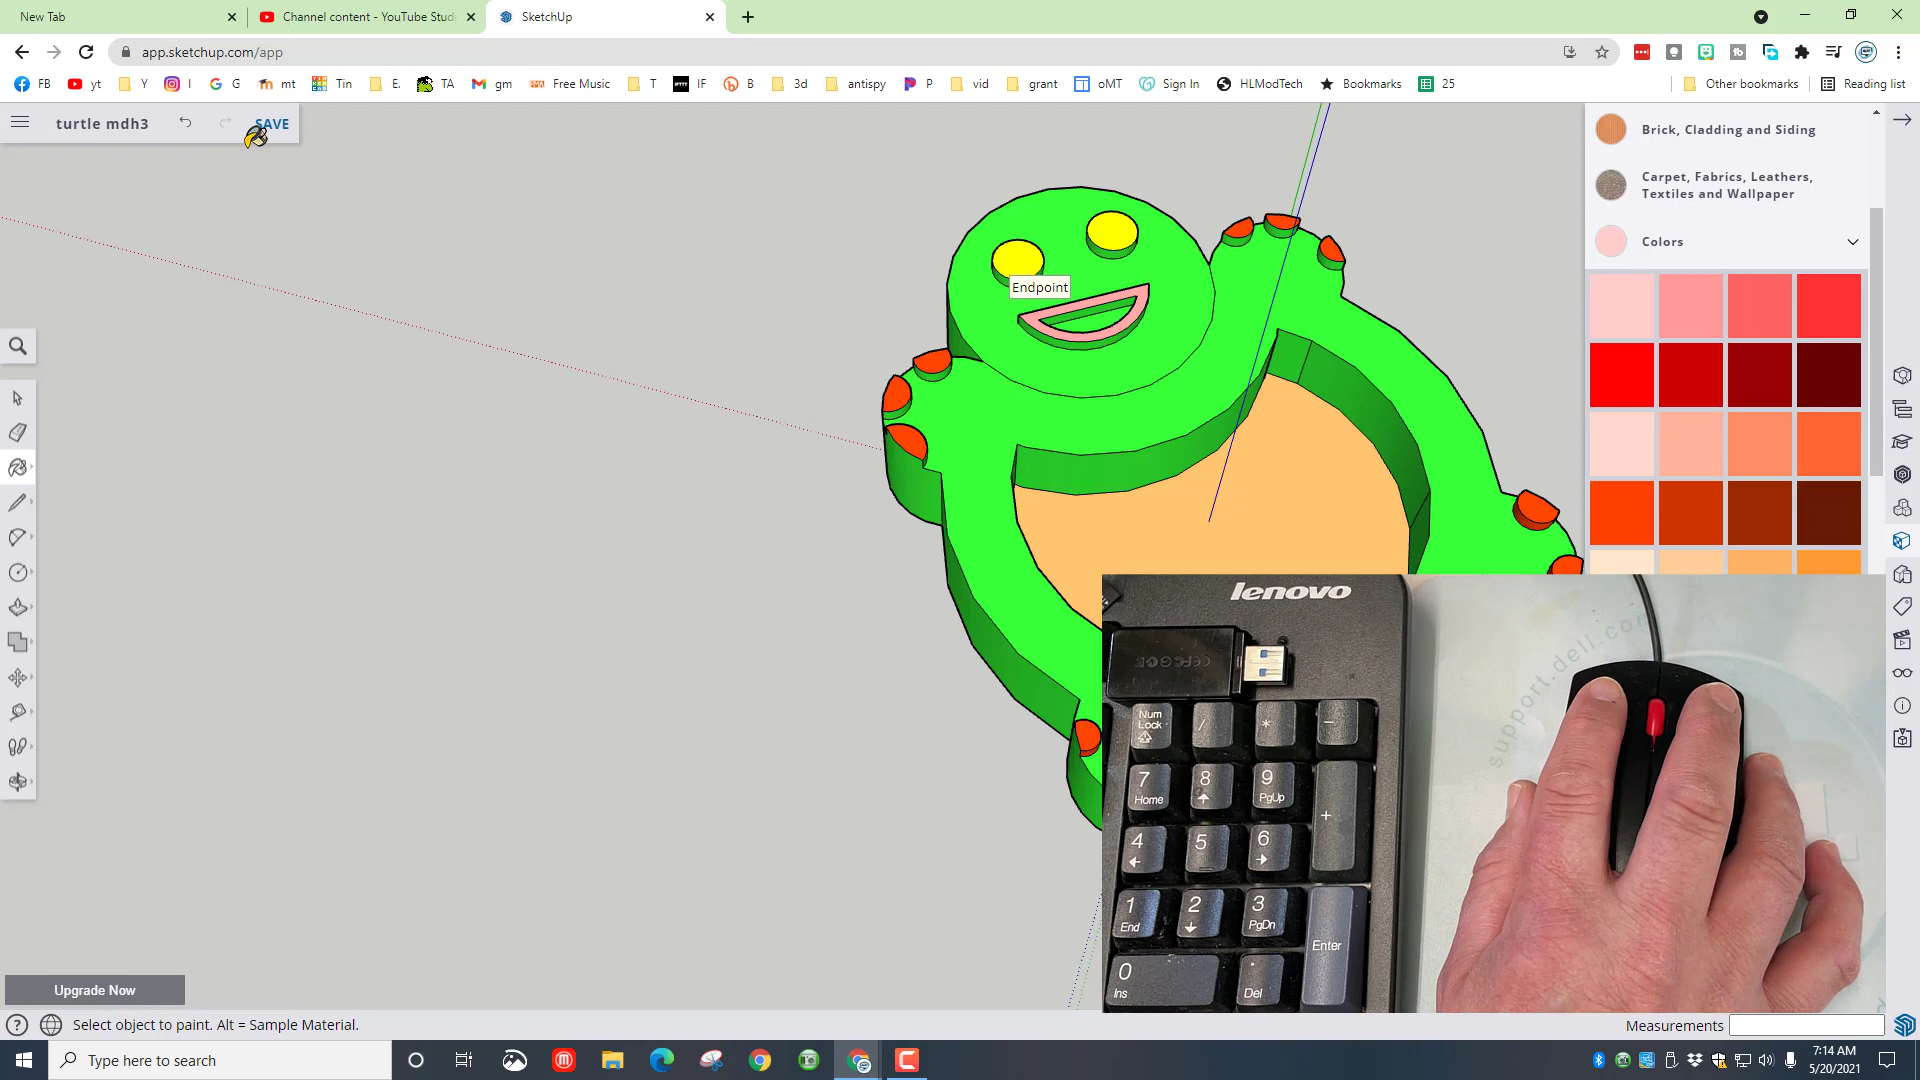 New Tab
Channel content - YouTube Stud
SketchUp
app.sketchup.com/app
FB
yt
Y
I
G
mt
Tin
E.
TA
gm
Free Music
T
IF
B
3d
antispy
P
vid
grant
oMT
Sign In
HLModTech
Bookmarks
25
Other bookmarks
Reading list
turtle mdh3
SAVE
Brick, Cladding and Siding
Carpet, Fabrics, Leathers,
Textiles and Wallpaper
Colors
Endpoint
lenovo
support.dell.com
Num
Lock
/
*
-
7
Home
8
9
PgUp
+
4
5
6
1
End
2
3
PgDn
Enter
0
Ins
.
Del
Upgrade Now
Select object to paint. Alt = Sample Material.
Measurements
Type here to search
7:14 AM
5/20/2021